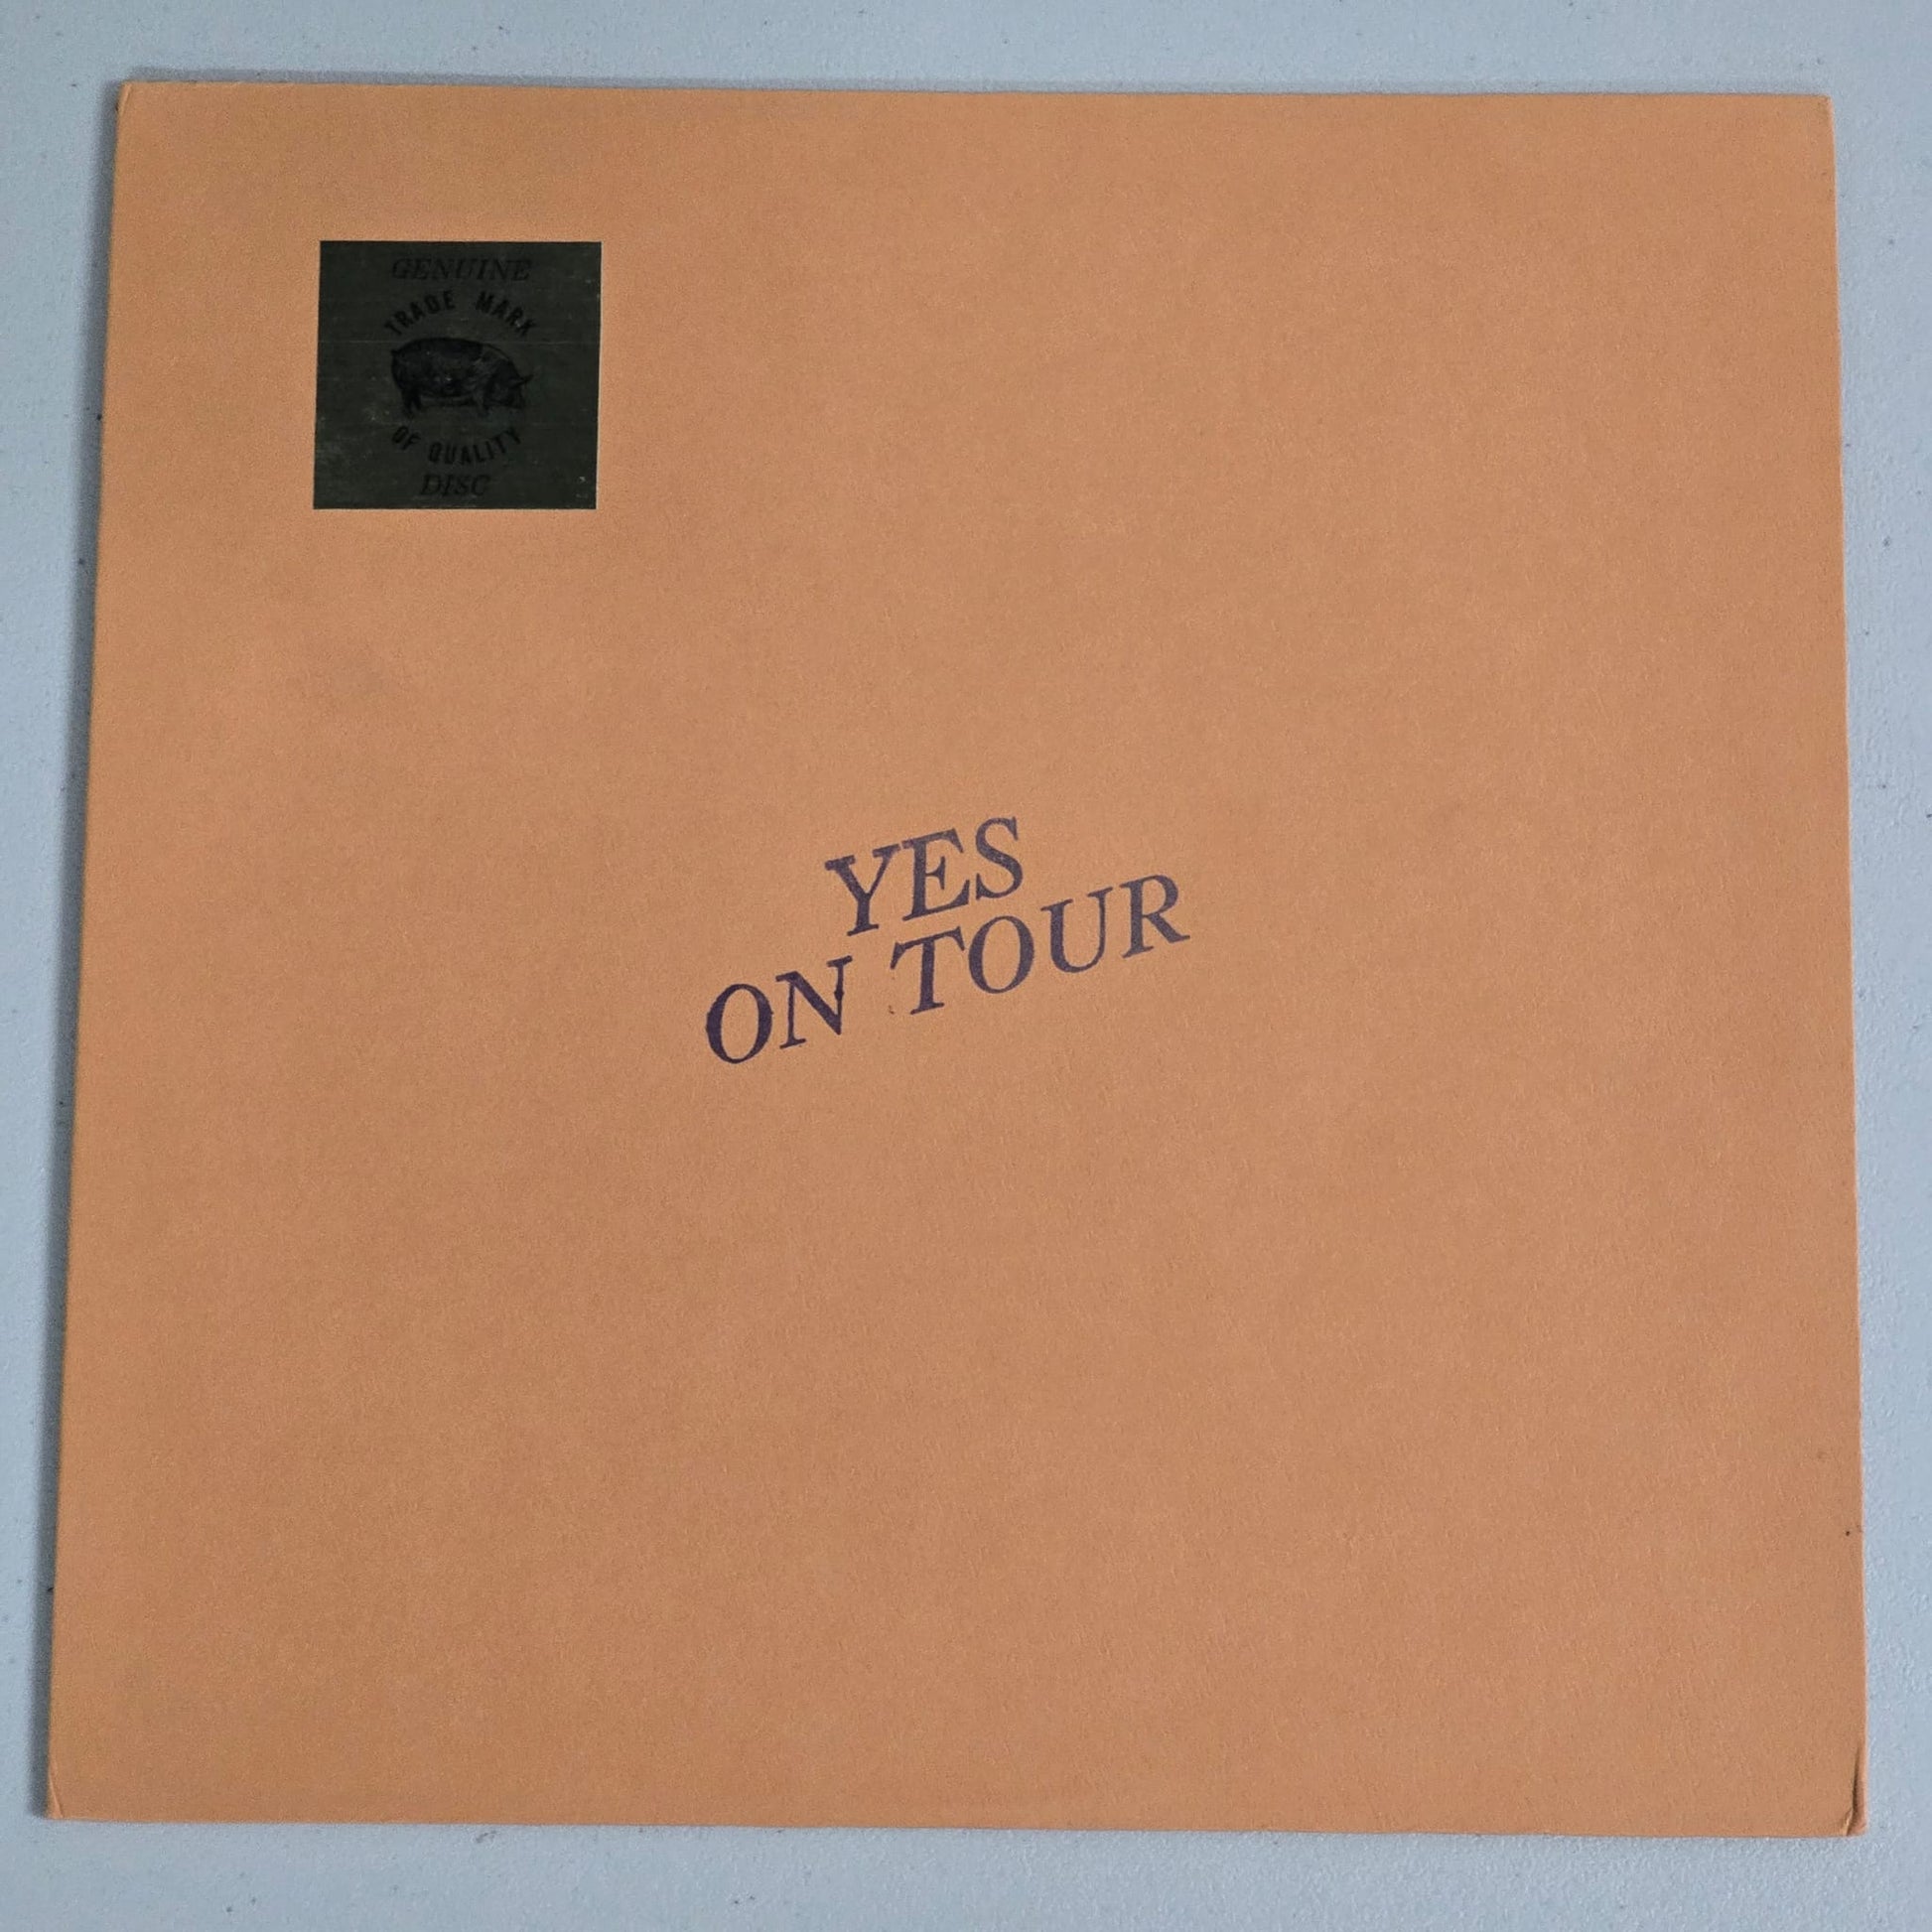 GENUINE
TRADE MARK
OF QUALITY
DISC
YES
ON TOUR